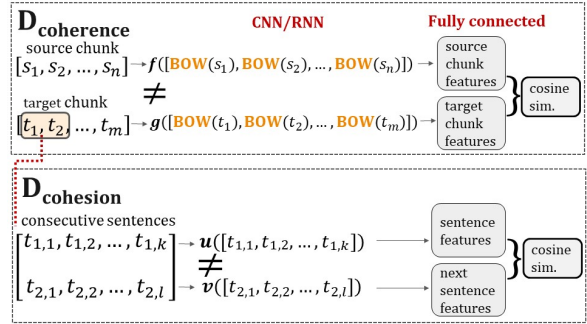 D_coherence CNN/RNN Fully connected
source chunk
[s_1, s_2, ..., s_n] → f([BOW(s_1), BOW(s_2), ..., BOW(s_n)]) → source chunk features
≠ ≠
target chunk
[t_1, t_2, ..., t_m] → g([BOW(t_1), BOW(t_2), ..., BOW(t_m)]) → target chunk features
} cosine sim.
D_cohesion
consecutive sentences
[t_{1,1}, t_{1,2}, ..., t_{1,k}] → u([t_{1,1}, t_{1,2}, ..., t_{1,k}]) → sentence features
≠
[t_{2,1}, t_{2,2}, ..., t_{2,l}] → v([t_{2,1}, t_{2,2}, ..., t_{2,l}]) → next sentence features
} cosine sim.